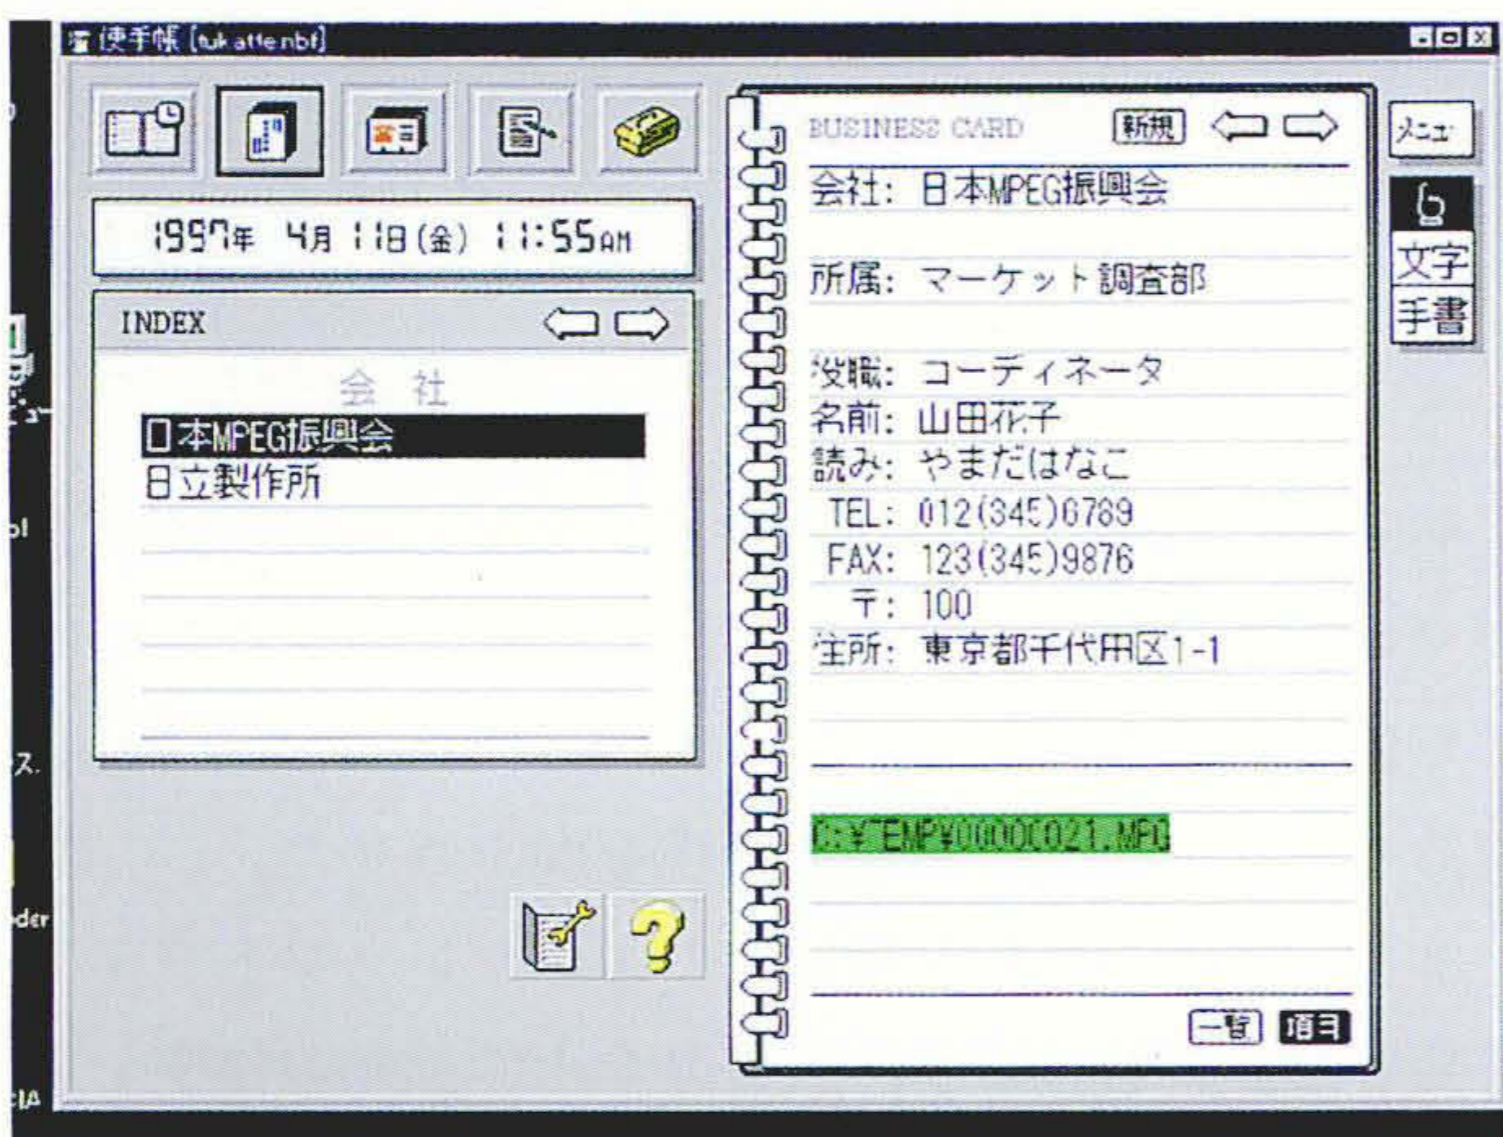 使手帳 [tukatte.nbf]
1997年 4月 11日(金) 11:55AM
INDEX
会 社
日本MPEG振興会
日立製作所
BUSINESS CARD 新規
会社: 日本MPEG振興会
所属: マーケット調査部
役職: コーディネータ
名前: 山田花子
読み: やまだはなこ
TEL: 012(345)6789
FAX: 123(345)9876
〒: 100
住所: 東京都千代田区1-1
C:¥TEMP¥00000021.MPG
一覧 項目
メニュー
文字
手書